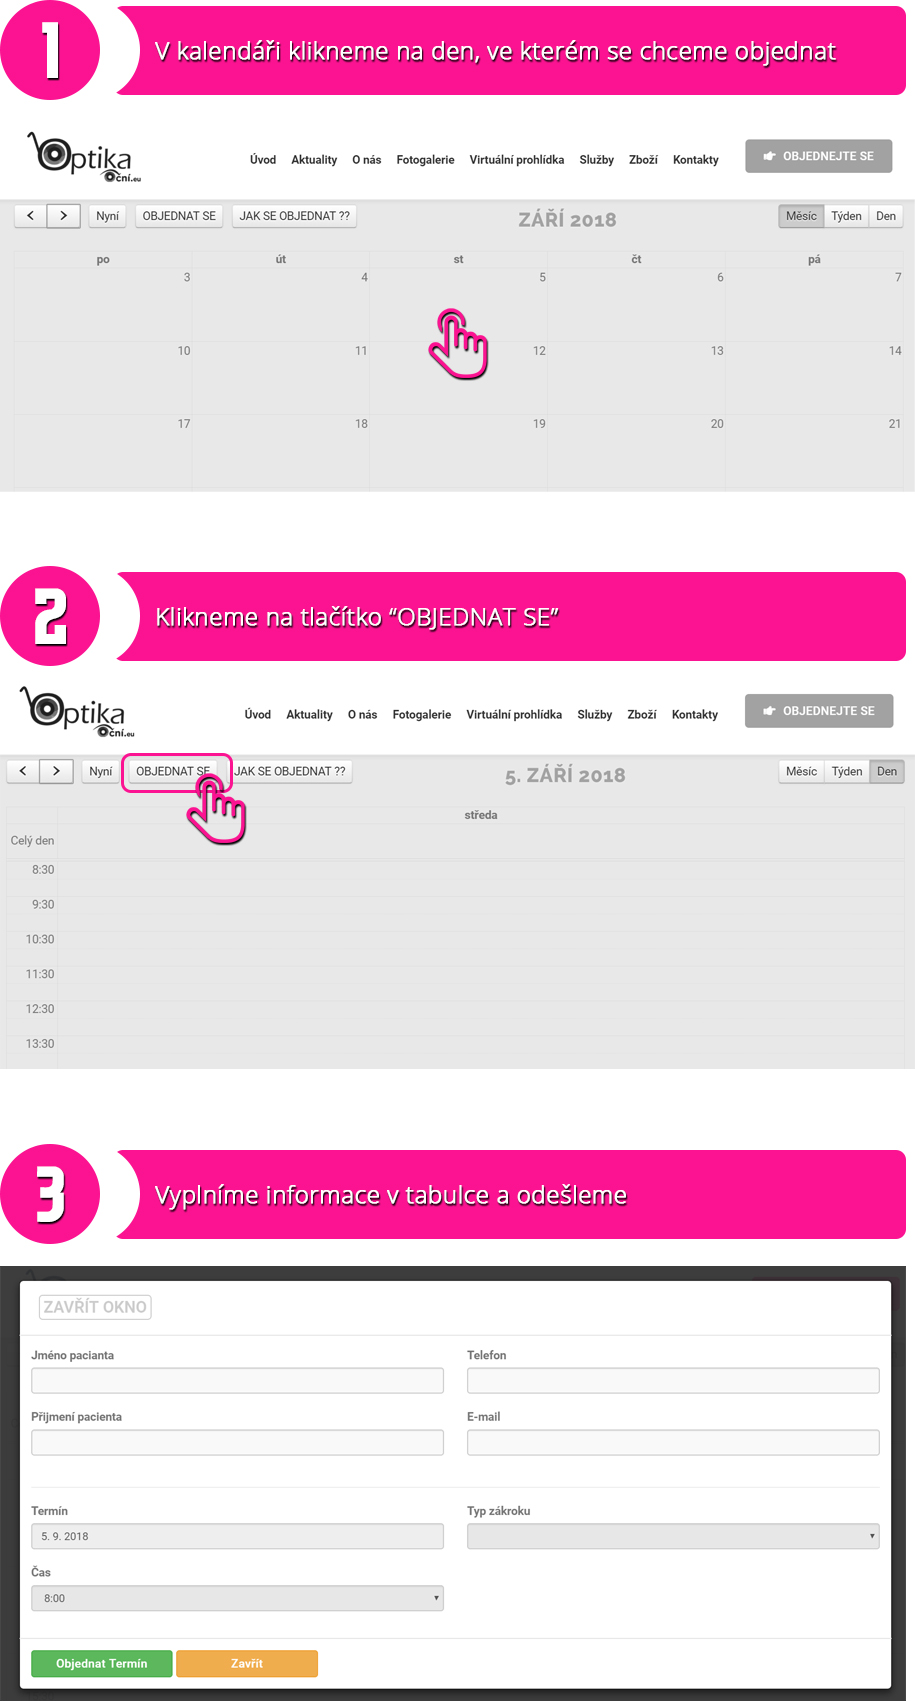 1
V kalendáři klikneme na den, ve kterém se chceme objednat
Optika
Oční.eu
Úvod Aktuality O nás Fotogalerie Virtuální prohlídka Služby Zboží Kontakty
OBJEDNEJTE SE
< > Nyní OBJEDNAT SE JAK SE OBJEDNAT ?? ZÁŘÍ 2018 Měsíc Týden Den
po út st čt pá
3 4 5 6 7
10 11 12 13 14
17 18 19 20 21
2
Klikneme na tlačítko “OBJEDNAT SE”
Optika
Oční.eu
Úvod Aktuality O nás Fotogalerie Virtuální prohlídka Služby Zboží Kontakty
OBJEDNEJTE SE
< > Nyní OBJEDNAT SE JAK SE OBJEDNAT ?? 5. ZÁŘÍ 2018 Měsíc Týden Den
středa
Celý den
8:30
9:30
10:30
11:30
12:30
13:30
3
Vyplníme informace v tabulce a odešleme
ZAVŘÍT OKNO
Jméno pacianta Telefon
Přijmení pacienta E-mail
Termín Typ zákroku
5. 9. 2018
Čas
8:00
Objednat Termín Zavřít